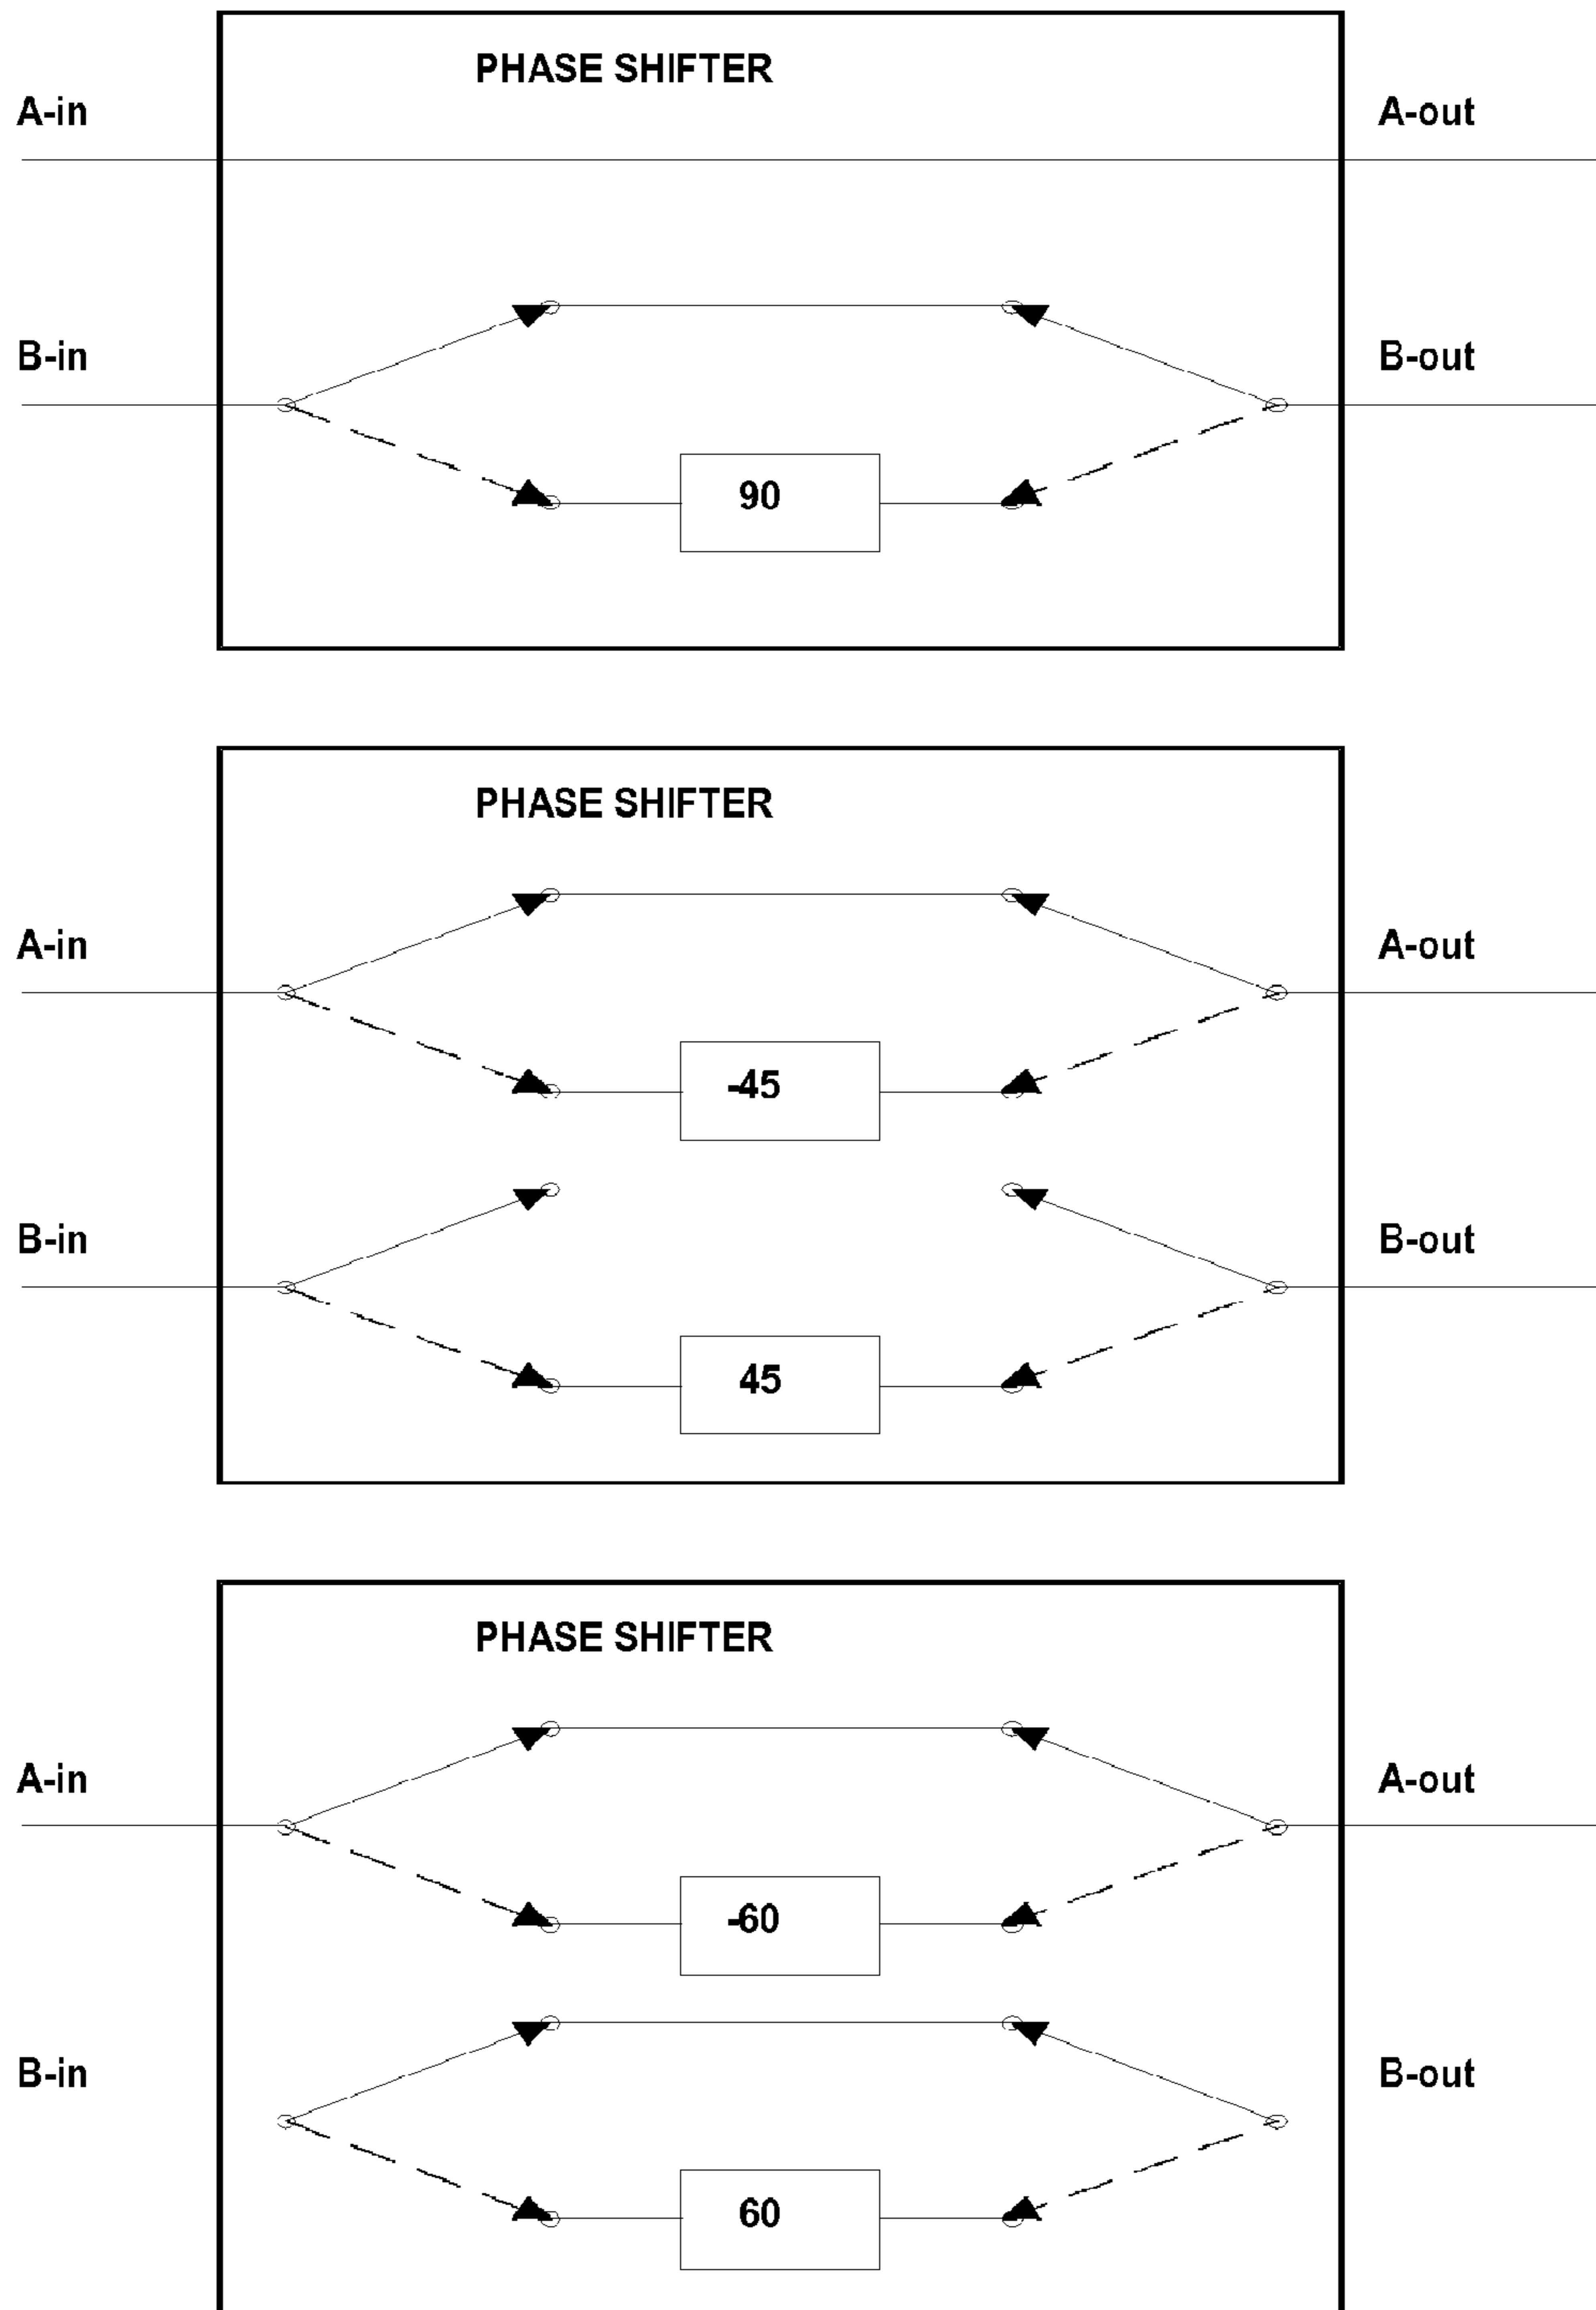 PHASE SHIFTER
A-in
A-out
B-in
B-out
90
PHASE SHIFTER
A-in
A-out
-45
B-in
B-out
45
PHASE SHIFTER
A-in
A-out
-60
B-in
B-out
60